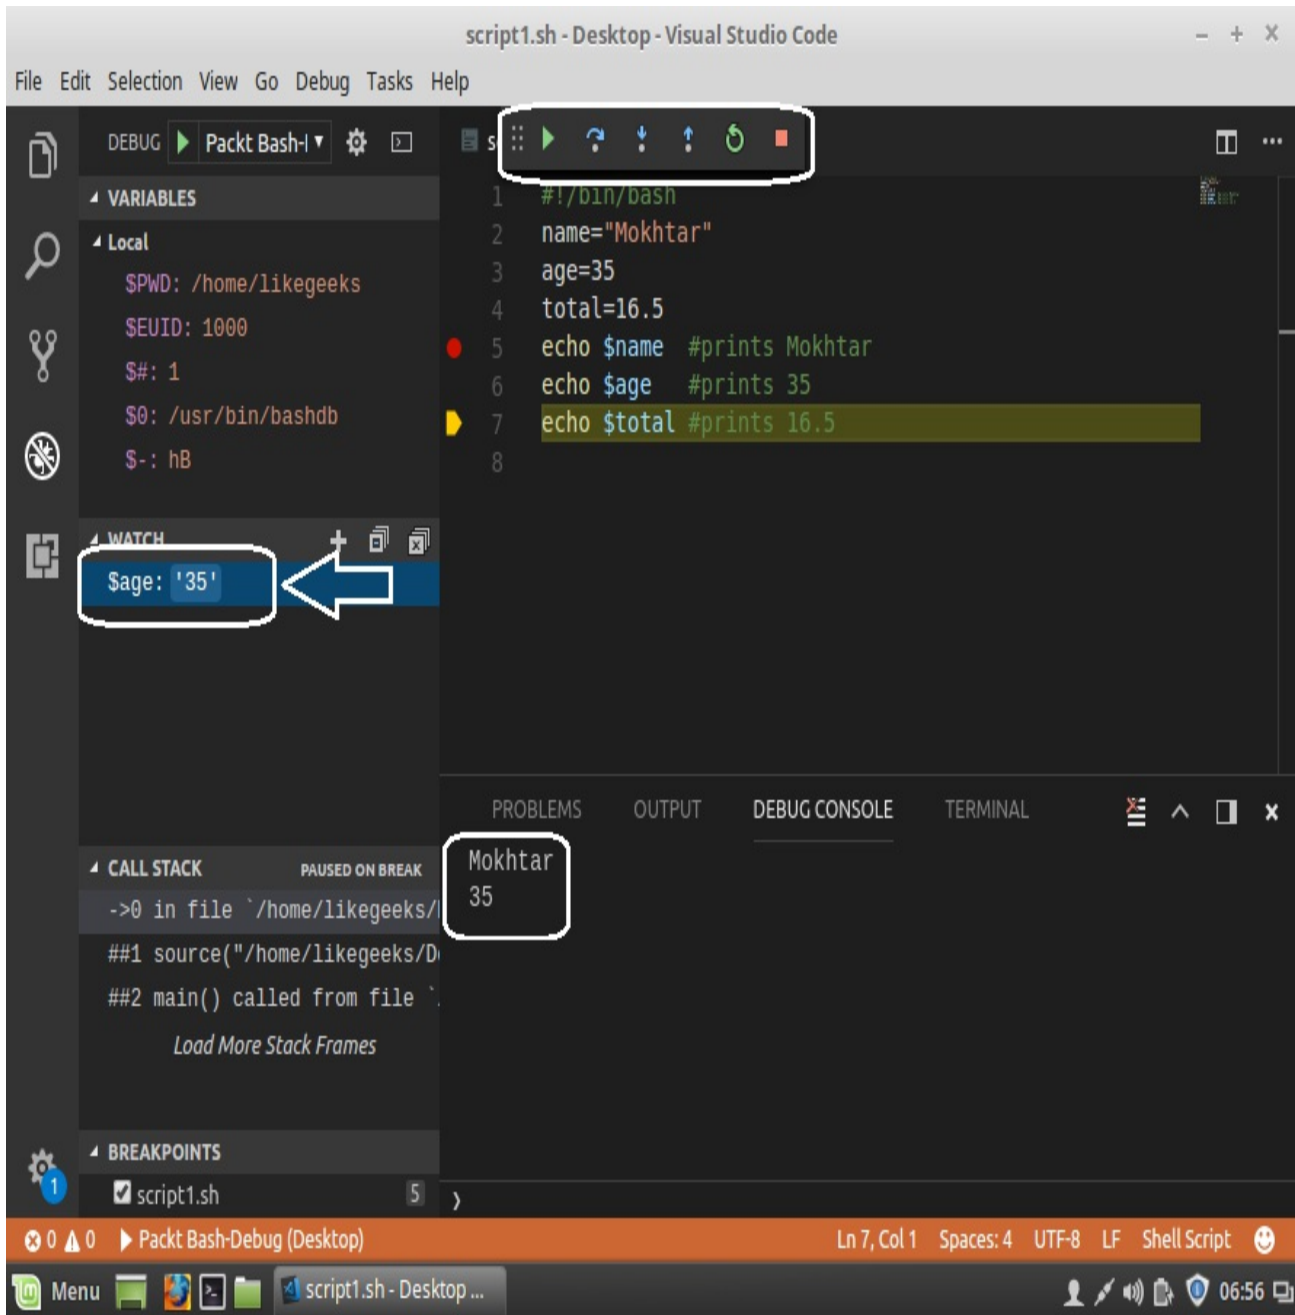 script1.sh - Desktop - Visual Studio Code
File Edit Selection View Go Debug Tasks Help
DEBUG Packt Bash-
VARIABLES
Local
$PWD: /home/likegeeks
$EUID: 1000
$#: 1
$0: /usr/bin/bashdb
$-: hB
WATCH
$age: '35'
CALL STACK PAUSED ON BREAK
->0 in file `/home/likegeeks/
##1 source("/home/likegeeks/D
##2 main() called from file `
Load More Stack Frames
BREAKPOINTS
script1.sh 5
s
1 #!/bin/bash
2 name="Mokhtar"
3 age=35
4 total=16.5
5 echo $name #prints Mokhtar
6 echo $age #prints 35
7 echo $total #prints 16.5
8
PROBLEMS OUTPUT DEBUG CONSOLE TERMINAL
Mokhtar
35
1
0 0 Packt Bash-Debug (Desktop) Ln 7, Col 1 Spaces: 4 UTF-8 LF Shell Script
Menu script1.sh - Desktop ... 06:56